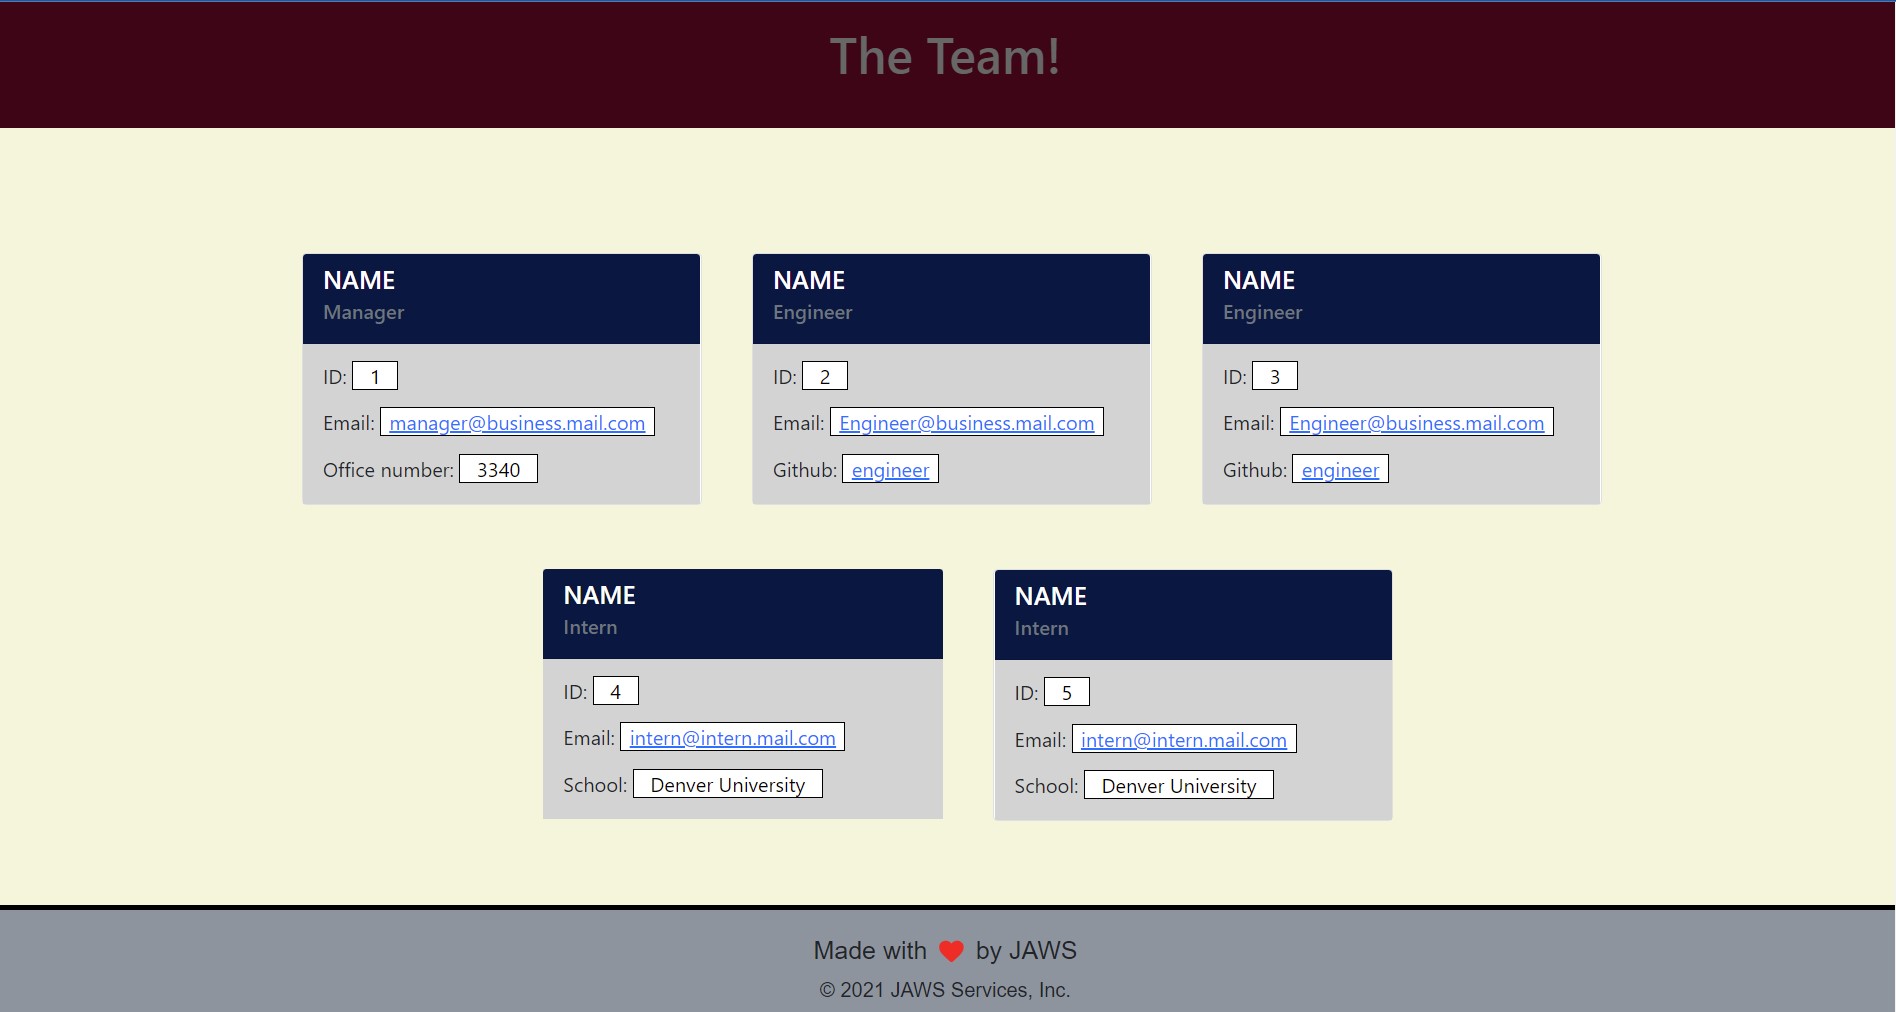 The Team!
NAME
Manager
ID: 1
Email: manager@business.mail.com
Office number: 3340
NAME
Engineer
ID: 2
Email: Engineer@business.mail.com
Github: engineer
NAME
Engineer
ID: 3
Email: Engineer@business.mail.com
Github: engineer
NAME
Intern
ID: 4
Email: intern@intern.mail.com
School: Denver University
NAME
Intern
ID: 5
Email: intern@intern.mail.com
School: Denver University
Made with ❤ by JAWS
© 2021 JAWS Services, Inc.